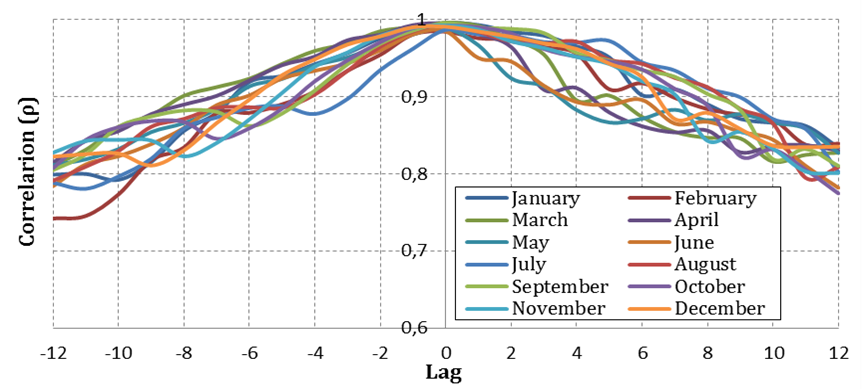 1
0,9
0,8
0,7
0,6
Correlarion (ρ)
January February
March April
May June
July August
September October
November December
-12 -10 -8 -6 -4 -2 0 2 4 6 8 10 12
Lag